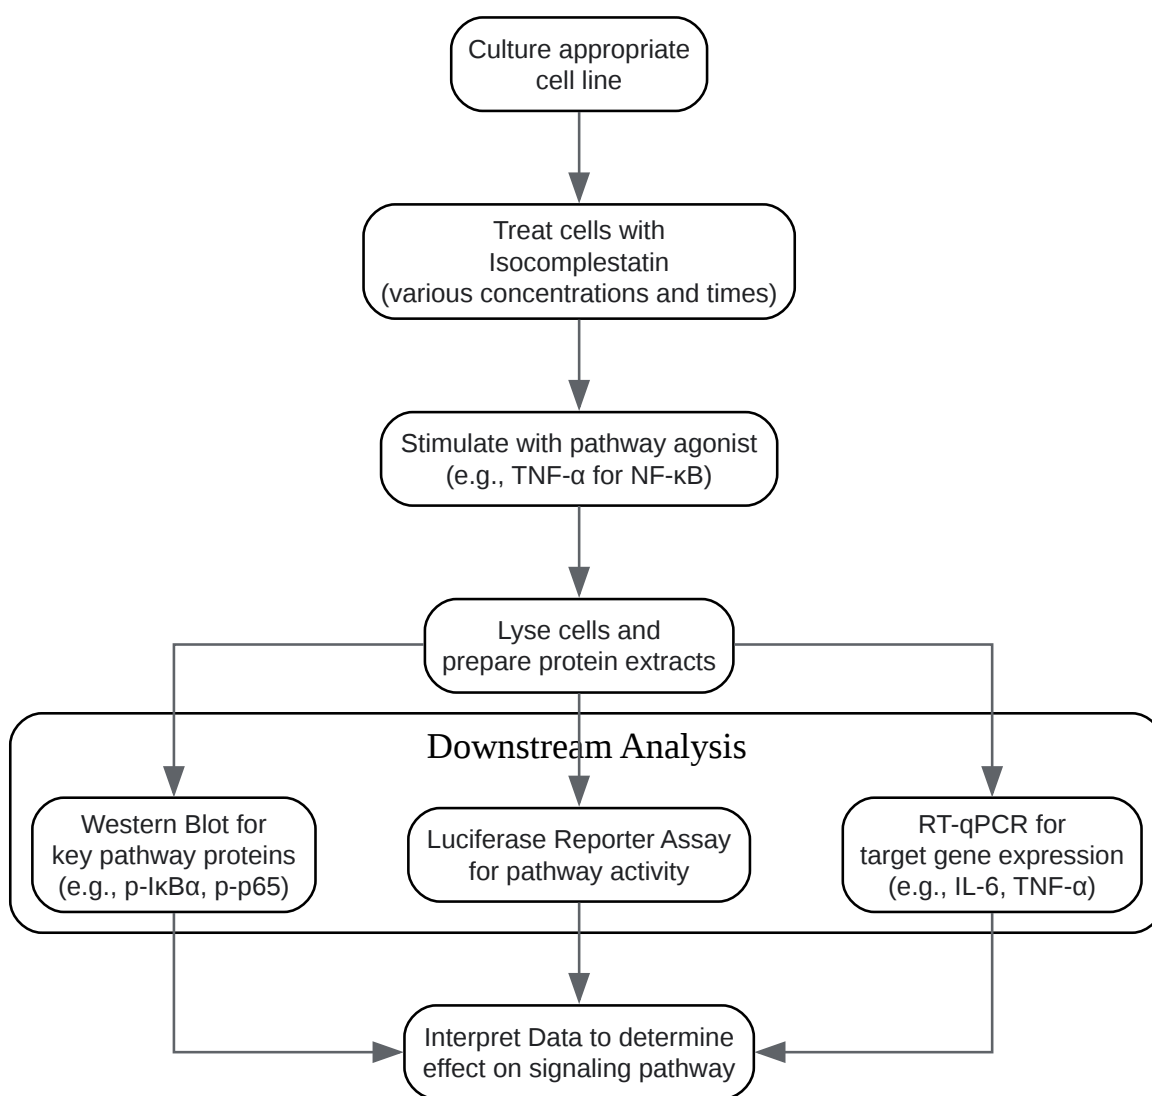 Culture appropriate
cell line
Treat cells with
Isocomplestatin
(various concentrations and times)
Stimulate with pathway agonist
(e.g., TNF-α for NF-κB)
Lyse cells and
prepare protein extracts
Downstream Analysis
Western Blot for
key pathway proteins
(e.g., p-IκBα, p-p65)
Luciferase Reporter Assay
for pathway activity
RT-qPCR for
target gene expression
(e.g., IL-6, TNF-α)
Interpret Data to determine
effect on signaling pathway